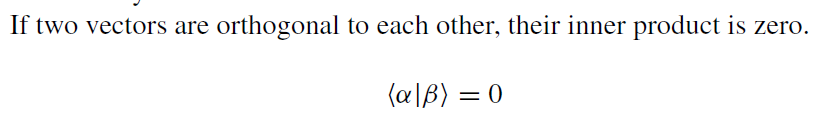 If two vectors are orthogonal to each other, their inner product is zero.
⟨α|β⟩ = 0